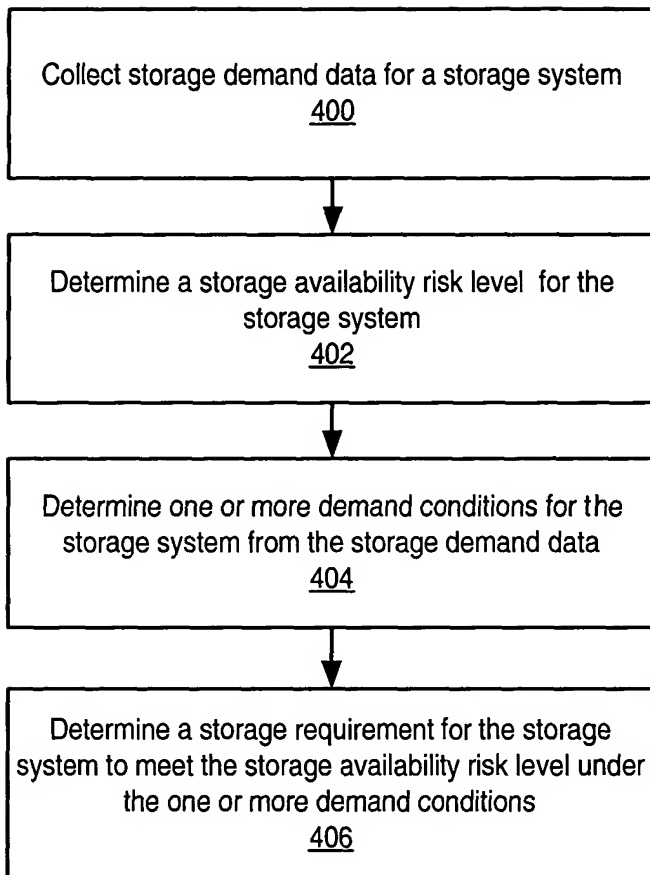 Collect storage demand data for a storage system
400
Determine a storage availability risk level for the
storage system
402
Determine one or more demand conditions for the
storage system from the storage demand data
404
Determine a storage requirement for the storage
system to meet the storage availability risk level under
the one or more demand conditions
406